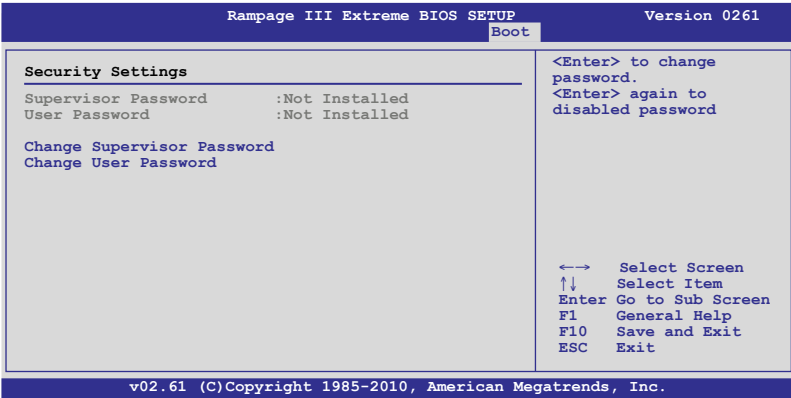 Rampage III Extreme BIOS SETUP Version 0261
Boot
Security Settings
Supervisor Password :Not Installed
User Password :Not Installed
Change Supervisor Password
Change User Password
<Enter> to change
password.
<Enter> again to
disabled password
←→ Select Screen
↑↓ Select Item
Enter Go to Sub Screen
F1 General Help
F10 Save and Exit
ESC Exit
v02.61 (C)Copyright 1985-2010, American Megatrends, Inc.